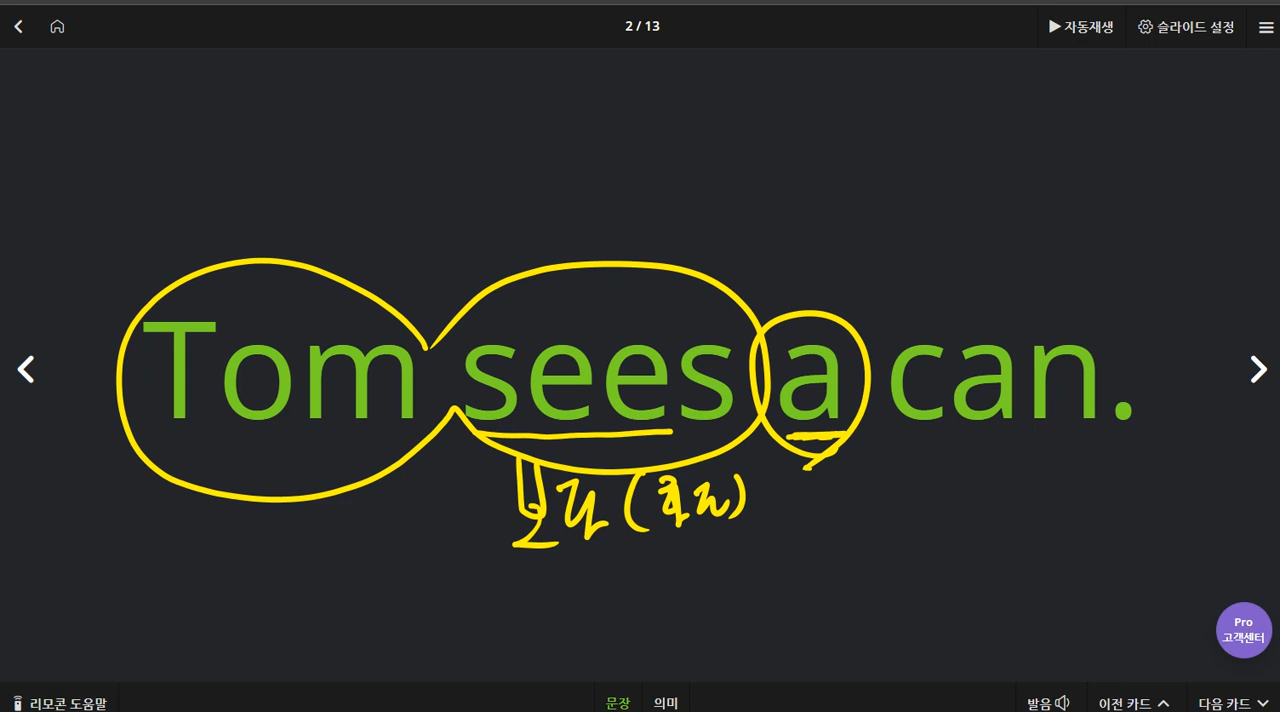 2 / 13
자동재생
슬라이드 설정
Tom sees a can.
보다
Pro
고객센터
리모콘 도움말
문장
의미
발음
이전 카드
다음 카드